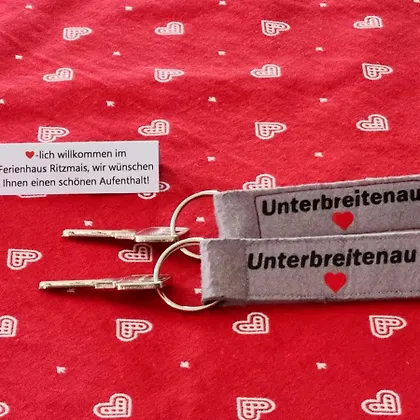 ❤-lich willkommen im
Ferienhaus Ritzmais, wir wünschen
Ihnen einen schönen Aufenthalt!
Unterbreitenau
Unterbreitenau